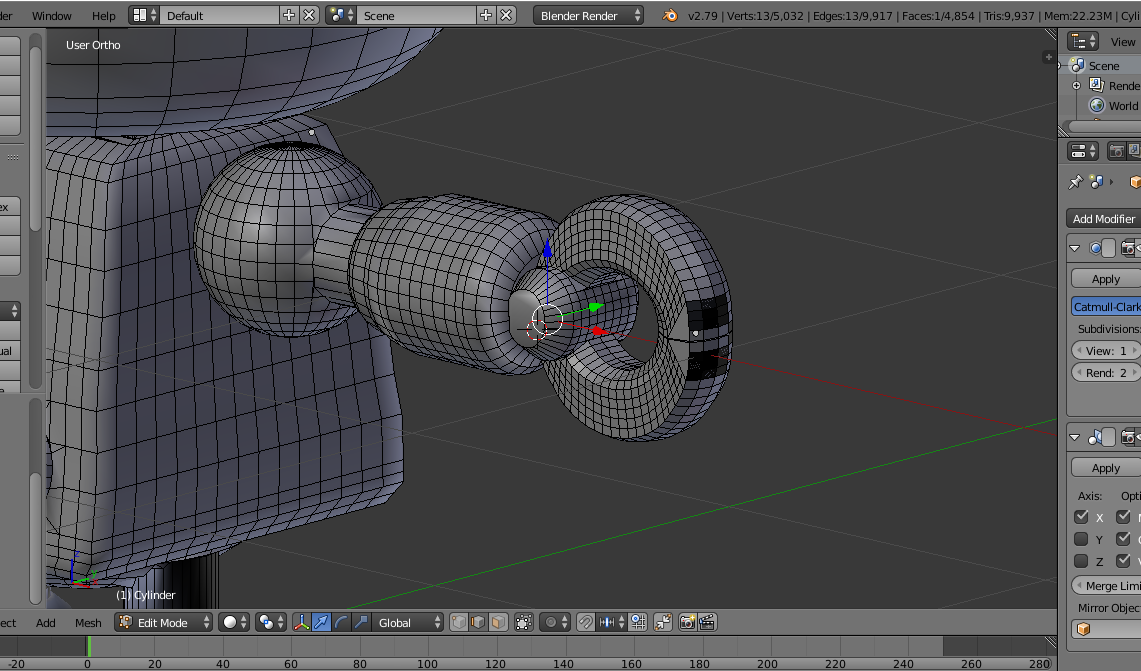 der Window Help Default Scene Blender Render v2.79 | Verts:13/5,032 | Edges:13/9,917 | Faces:1/4,854 | Tris:9,937 | Mem:22.23M | Cyli
User Ortho
View
Scene
Rende
World
ex
Add Modifier
Apply
Catmull-Clark
Subdivisions:
ual
View: 1
Rend: 2
Apply
Axis: Opti
X
Y
Z
Merge Limi
(1) Cylinder
Mirror Object
ect Add Mesh Edit Mode Global
-20 0 20 40 60 80 100 120 140 160 180 200 220 240 260 280